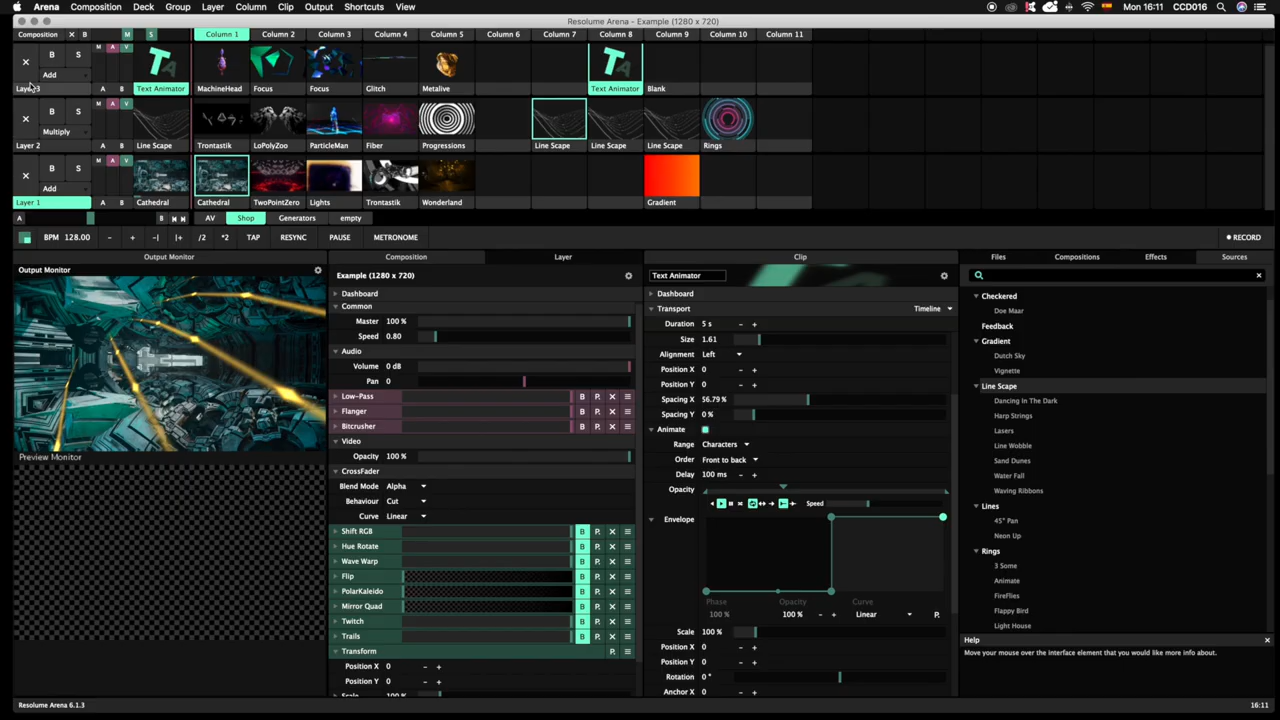 Arena Composition Deck Group Layer Column Clip Output Shortcuts View
Mon 16:11 CCD016
Resolume Arena - Example (1280 x 720)
Composition X B M S Column 1 Column 2 Column 3 Column 4 Column 5 Column 6 Column 7 Column 8 Column 9 Column 10 Column 11
B S M A V
Add
Layer 3 A B Text Animator MachineHead Focus Focus Glitch Metalive Text Animator Blank
B S M A V
Multiply
Layer 2 A B Line Scape Trontastik LoPolyZoo ParticleMan Fiber Progressions Line Scape Line Scape Line Scape Rings
B S M A V
Add
Layer 1 A B Cathedral Cathedral TwoPointZero Lights Trontastik Wonderland Gradient
A B AV Shop Generators empty
BPM 128.00 - + -| |+ /2 *2 TAP RESYNC PAUSE METRONOME RECORD
Output Monitor Composition Layer Clip Files Compositions Effects Sources
Output Monitor
Preview Monitor
Example (1280 x 720)
Dashboard
Common
Master 100 %
Speed 0.80
Audio
Volume 0 dB
Pan 0
Low-Pass B P. X
Flanger B P. X
Bitcrusher B P. X
Video
Opacity 100 %
CrossFader
Blend Mode Alpha
Behaviour Cut
Curve Linear
Shift RGB B P. X
Hue Rotate B P. X
Wave Warp B P. X
Flip B P. X
PolarKaleido B P. X
Mirror Quad B P. X
Twitch B P. X
Trails B P. X
Transform P.
Position X 0 - +
Position Y 0 - +
Scale 100 %
Text Animator
Dashboard
Transport Timeline
Duration 5 s - +
Size 1.61
Alignment Left
Position X 0 - +
Position Y 0 - +
Spacing X 56.79 %
Spacing Y 0 %
Animate
Range Characters
Order Front to back
Delay 100 ms - +
Opacity
Speed
Envelope
Phase Opacity Curve
100 % 100 % - + Linear P.
Scale 100 %
Position X 0 - +
Position Y 0 - +
Rotation 0 °
Anchor X 0 - +
Checkered
Doe Maar
Feedback
Gradient
Dutch Sky
Vignette
Line Scape
Dancing In The Dark
Harp Strings
Lasers
Line Wobble
Sand Dunes
Water Fall
Waving Ribbons
Lines
45° Pan
Neon Up
Rings
3 Some
Animate
FireFlies
Flappy Bird
Light House
Help
Move your mouse over the interface element that you would like more info about.
Resolume Arena 6.1.3 16:11